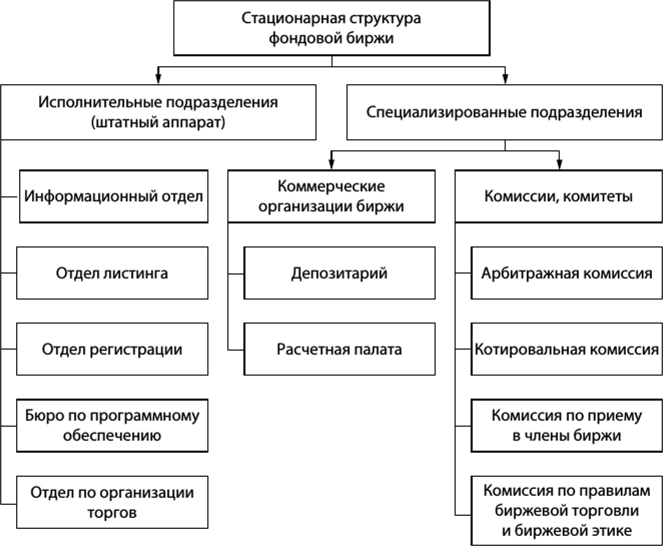 Стационарная структура
фондовой биржи
Исполнительные подразделения
(штатный аппарат)
Специализированные подразделения
Информационный отдел
Коммерческие
организации биржи
Комиссии, комитеты
Отдел листинга
Депозитарий
Арбитражная комиссия
Отдел регистрации
Расчетная палата
Котировальная комиссия
Бюро по программному
обеспечению
Комиссия по приему
в члены биржи
Отдел по организации
торгов
Комиссия по правилам
биржевой торговли
и биржевой этике